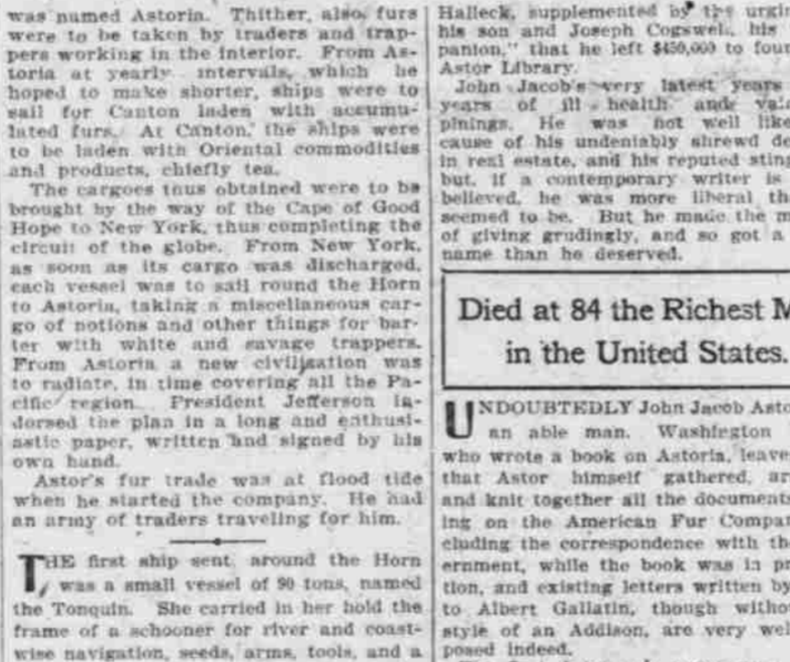 was named Astoria. Thither, also, furs
were to be taken by traders and trap-
pers working in the interior. From As-
toria at yearly intervals, which he
hoped to make shorter, ships were to
sail for Canton laden with accumu-
lated furs. At Canton, the ships were
to be laden with Oriental commodities
and products, chiefly tea.
The cargoes thus obtained were to be
brought by the way of the Cape of Good
Hope to New York, thus completing the
circuit of the globe. From New York,
as soon as its cargo was discharged,
each vessel was to sail round the Horn
to Astoria, taking a miscellaneous car-
go of notions and other things for bar-
ter with white and savage trappers.
From Astoria a new civilization was
to radiate, in time covering all the Pa-
cific region. President Jefferson in-
dorsed the plan in a long and enthusi-
astic paper, written and signed by his
own hand.
Astor's fur trade was at flood tide
when he started the company. He had
an army of traders traveling for him.
THE first ship sent around the Horn
was a small vessel of 90 tons, named
the Tonquin. She carried in her hold the
frame of a schooner for river and coast-
wise navigation, seeds, arms, tools, and a
Halleck, supplemented by the urgin
his son and Joseph Cogswell, his
panion," that he left $450,000 to four
Astor Library.
John Jacob's very latest years
years of ill health and vale
pinings. He was not well like
cause of his undeniably shrewd de
in real estate, and his reputed sting
but, if a contemporary writer is
believed, he was more liberal tha
seemed to be. But he made the m
of giving grudingly, and so got a
name than he deserved.
Died at 84 the Richest M
in the United States.
UNDOUBTEDLY John Jacob Asto
an able man. Washington
who wrote a book on Astoria, leave
that Astor himself gathered, ar
and knit together all the documents
ing on the American Fur Compan
cluding the correspondence with th
ernment, while the book was in pr
tion, and existing letters written by
to Albert Gallatin, though witho
style of an Addison, are very wel
posed indeed.